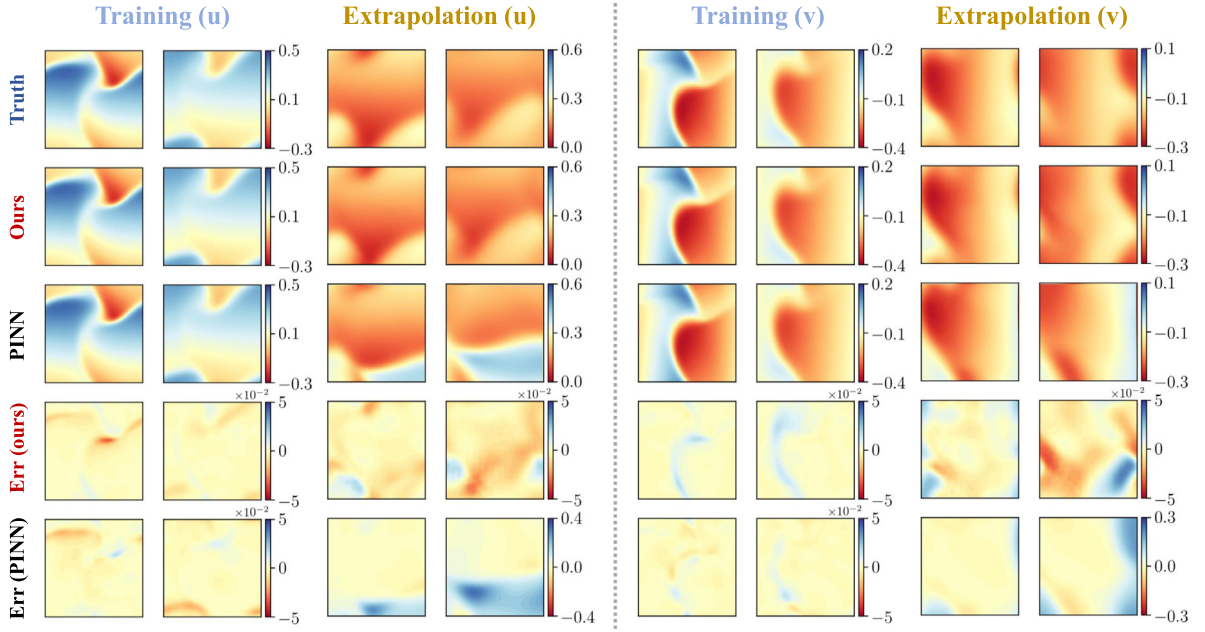 Training (u) Extrapolation (u) Training (v) Extrapolation (v)
Truth 0.5 0.1 −0.3 0.6 0.3 0.0 0.2 −0.1 −0.4 0.1 −0.1 −0.3
Ours 0.5 0.1 −0.3 0.6 0.3 0.0 0.2 −0.1 −0.4 0.1 −0.1 −0.3
PINN 0.5 0.1 −0.3 0.6 0.3 0.0 0.2 −0.1 −0.4 0.1 −0.1 −0.3
×10⁻² ×10⁻² ×10⁻² ×10⁻²
Err (ours) 5 0 −5 5 0 −5 5 0 −5 5 0 −5
×10⁻² ×10⁻²
Err (PINN) 5 0 −5 0.4 0.0 −0.4 5 0 −5 0.3 0.0 −0.3